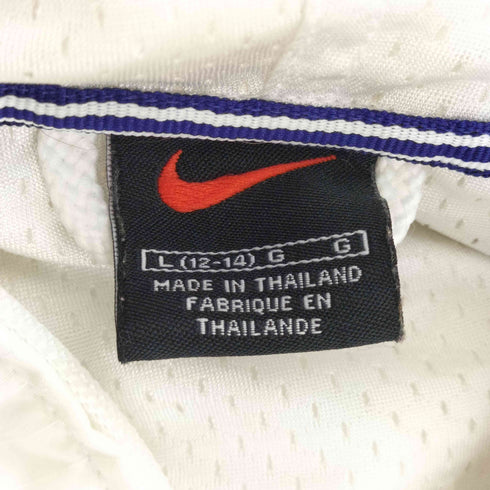 L (12-14) G G
MADE IN THAILAND
FABRIQUE EN
THAILANDE